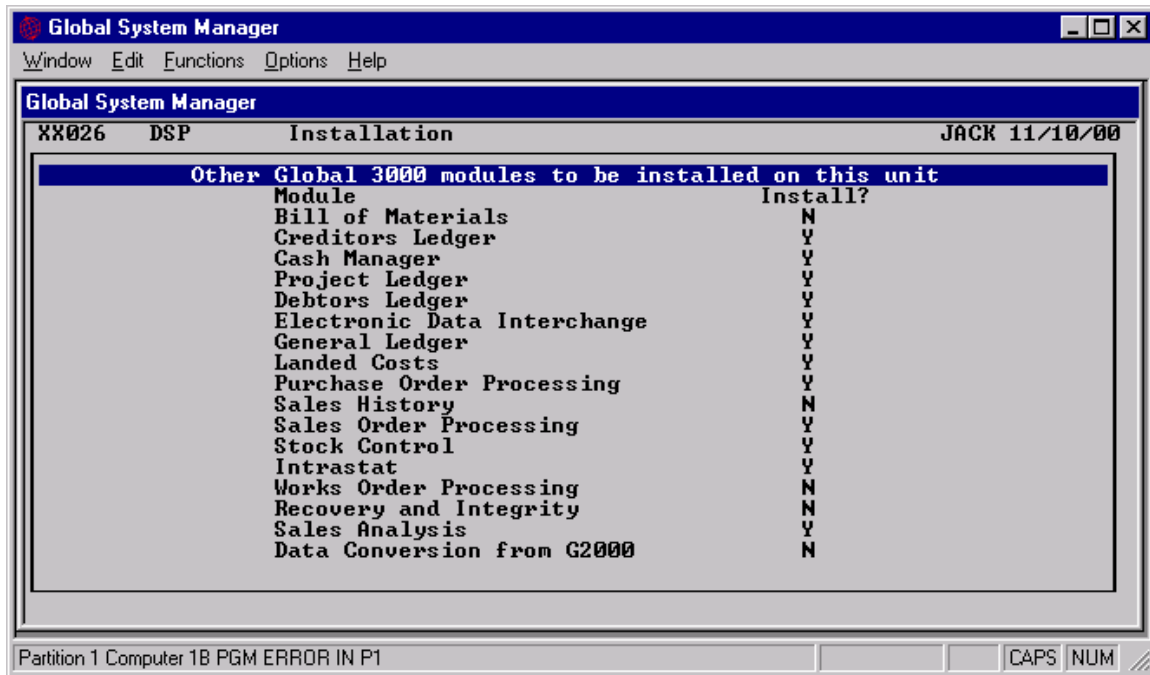 Global System Manager
Window Edit Functions Options Help
Global System Manager
XX026 DSP Installation JACK 11/10/00
Other Global 3000 modules to be installed on this unit
Module Install?
Bill of Materials N
Creditors Ledger Y
Cash Manager Y
Project Ledger Y
Debtors Ledger Y
Electronic Data Interchange Y
General Ledger Y
Landed Costs Y
Purchase Order Processing Y
Sales History N
Sales Order Processing Y
Stock Control Y
Intrastat Y
Works Order Processing N
Recovery and Integrity N
Sales Analysis Y
Data Conversion from G2000 N
Partition 1 Computer 1B PGM ERROR IN P1 CAPS NUM